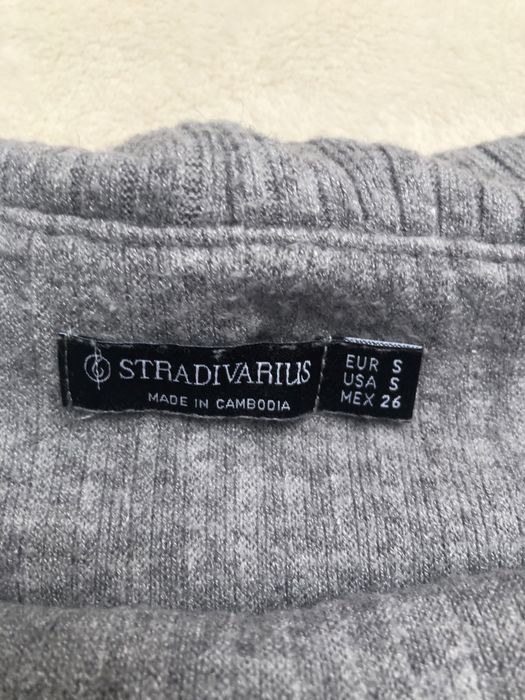 STRADIVARIUS
MADE IN CAMBODIA
EUR S
USA S
MEX 26